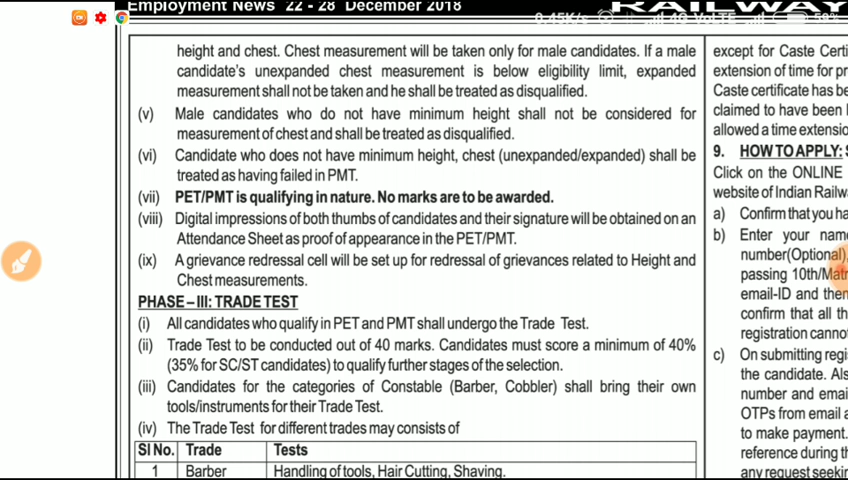 Employment News 22 - 28 December 2018
RAILWAY
0.45K/s 4G VoLTE 59%
height and chest. Chest measurement will be taken only for male candidates. If a male
candidate's unexpanded chest measurement is below eligibility limit, expanded
measurement shall not be taken and he shall be treated as disqualified.
(v) Male candidates who do not have minimum height shall not be considered for
measurement of chest and shall be treated as disqualified.
(vi) Candidate who does not have minimum height, chest (unexpanded/expanded) shall be
treated as having failed in PMT.
(vii) PET/PMT is qualifying in nature. No marks are to be awarded.
(viii) Digital impressions of both thumbs of candidates and their signature will be obtained on an
Attendance Sheet as proof of appearance in the PET/PMT.
(ix) A grievance redressal cell will be set up for redressal of grievances related to Height and
Chest measurements.
PHASE – III: TRADE TEST
(i) All candidates who qualify in PET and PMT shall undergo the Trade Test.
(ii) Trade Test to be conducted out of 40 marks. Candidates must score a minimum of 40%
(35% for SC/ST candidates) to qualify further stages of the selection.
(iii) Candidates for the categories of Constable (Barber, Cobbler) shall bring their own
tools/instruments for their Trade Test.
(iv) The Trade Test for different trades may consists of
Sl No. Trade Tests
1 Barber Handling of tools, Hair Cutting, Shaving.
except for Caste Certi
extension of time for pr
Caste certificate has be
claimed to have been
allowed a time extensio
9. HOW TO APPLY: S
Click on the ONLINE
website of Indian Railw
a) Confirm that you ha
b) Enter your nam
number(Optional),
passing 10th/Matr
email-ID and then
confirm that all th
registration canno
c) On submitting regi
the candidate. Als
number and emai
OTPs from email a
to make payment.
reference during th
any request seekin